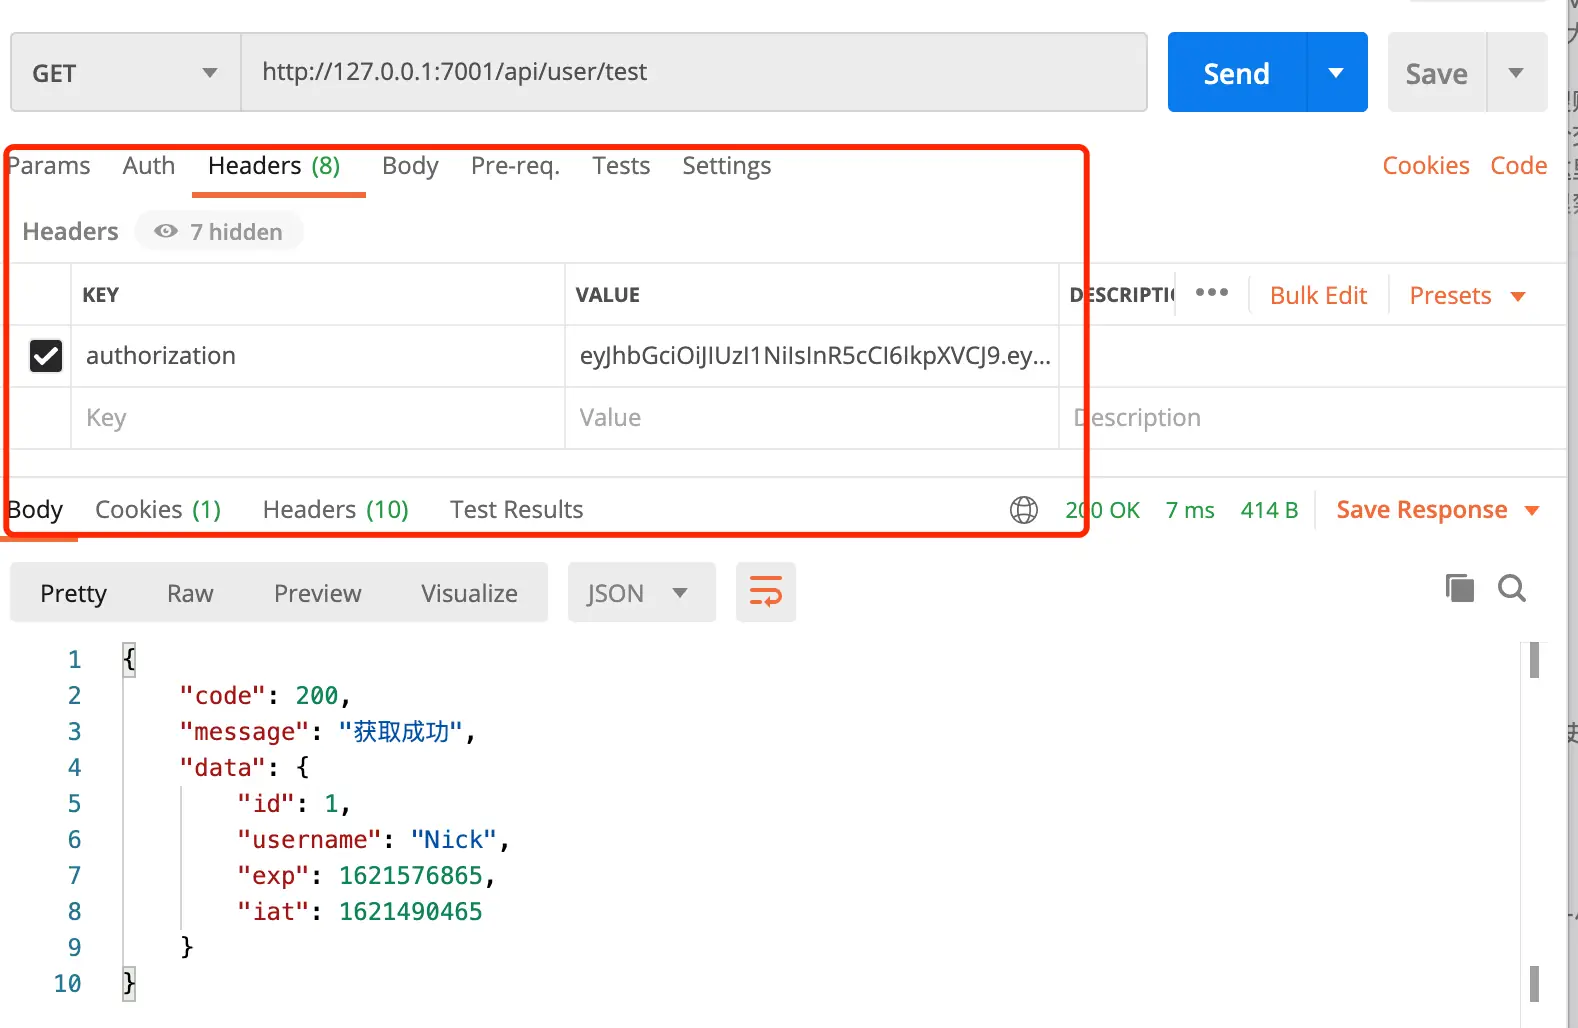 GET http://127.0.0.1:7001/api/user/test Send Save
Params Auth Headers (8) Body Pre-req. Tests Settings Cookies Code
Headers 7 hidden
KEY VALUE DESCRIPTIO ••• Bulk Edit Presets
authorization eyJhbGciOiJIUzI1NiIsInR5cCI6IkpXVCJ9.ey...
Key Value Description
Body Cookies (1) Headers (10) Test Results 200 OK 7 ms 414 B Save Response
Pretty Raw Preview Visualize JSON
1 {
2 "code": 200,
3 "message": "获取成功",
4 "data": {
5 "id": 1,
6 "username": "Nick",
7 "exp": 1621576865,
8 "iat": 1621490465
9 }
10 }